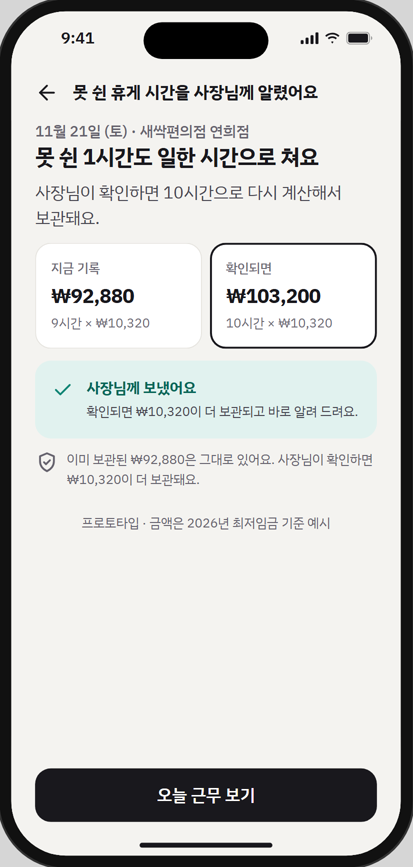 9:41
못 쉰 휴게 시간을 사장님께 알렸어요
11월 21일 (토) · 새싹편의점 연희점
못 쉰 1시간도 일한 시간으로 쳐요
사장님이 확인하면 10시간으로 다시 계산해서
보관돼요.
지금 기록
₩92,880
9시간 × ₩10,320
확인되면
₩103,200
10시간 × ₩10,320
사장님께 보냈어요
확인되면 ₩10,320이 더 보관되고 바로 알려 드려요.
이미 보관된 ₩92,880은 그대로 있어요. 사장님이 확인하면
₩10,320이 더 보관돼요.
프로토타입 · 금액은 2026년 최저임금 기준 예시
오늘 근무 보기